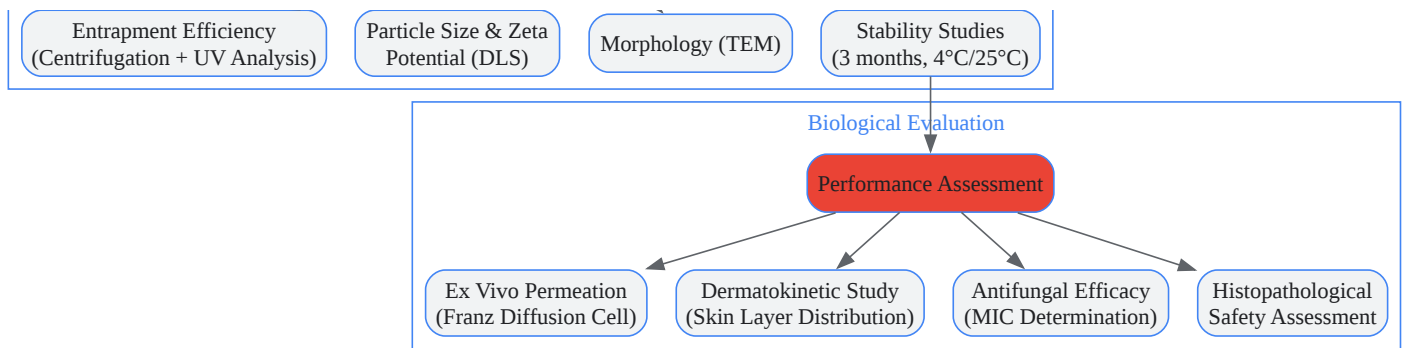 Entrapment Efficiency
(Centrifugation + UV Analysis)
Particle Size & Zeta
Potential (DLS)
Morphology (TEM)
Stability Studies
(3 months, 4°C/25°C)
Biological Evaluation
Performance Assessment
Ex Vivo Permeation
(Franz Diffusion Cell)
Dermatokinetic Study
(Skin Layer Distribution)
Antifungal Efficacy
(MIC Determination)
Histopathological
Safety Assessment